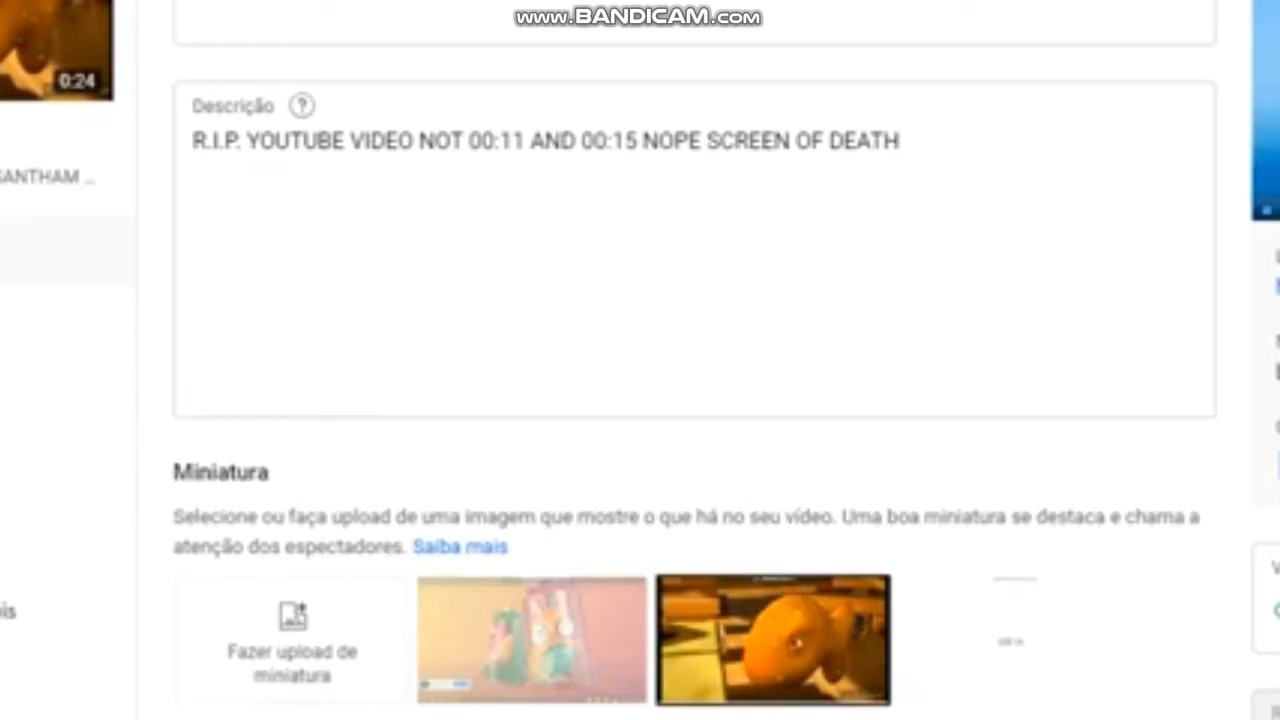 www.BANDICAM.com
0:24
Descrição ?
R.I.P. YOUTUBE VIDEO NOT 00:11 AND 00:15 NOPE SCREEN OF DEATH
SANTHAM ...
Miniatura
Selecione ou faça upload de uma imagem que mostre o que há no seu vídeo. Uma boa miniatura se destaca e chama a
atenção dos espectadores. Saiba mais
is
Fazer upload de
miniatura